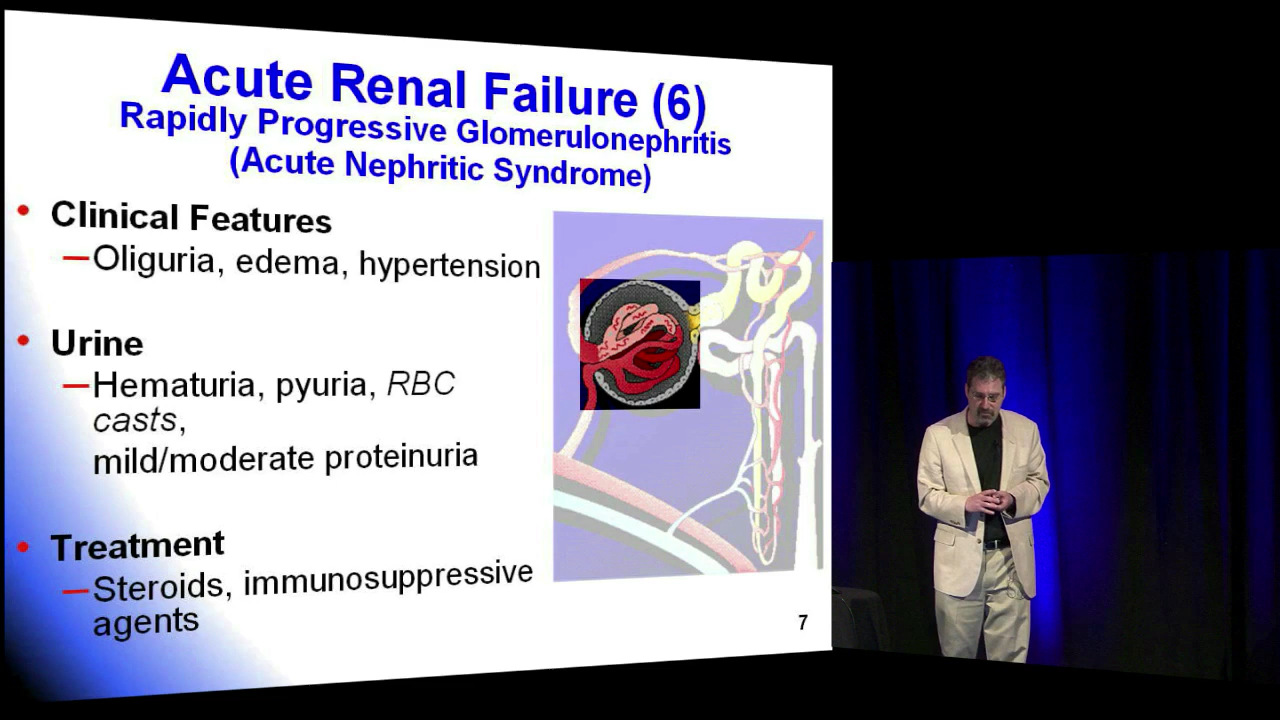 Acute Renal Failure (6)
Rapidly Progressive Glomerulonephritis
(Acute Nephritic Syndrome)
• Clinical Features
—Oliguria, edema, hypertension
• Urine
—Hematuria, pyuria, RBC
casts,
mild/moderate proteinuria
• Treatment
—Steroids, immunosuppressive
agents
7